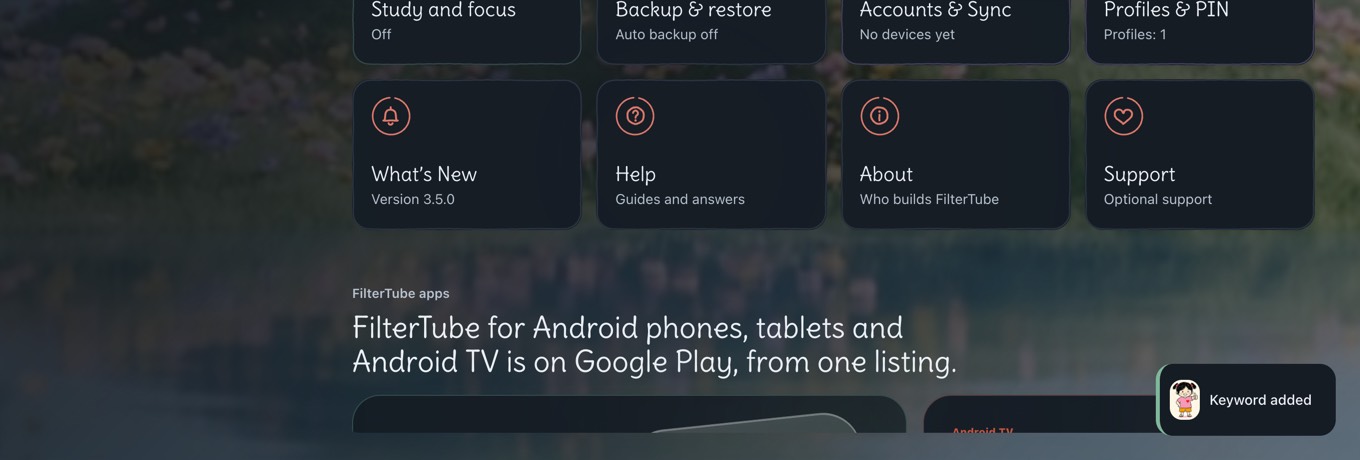 Study and focus
Off
Backup & restore
Auto backup off
Accounts & Sync
No devices yet
Profiles & PIN
Profiles: 1
What's New
Version 3.5.0
Help
Guides and answers
About
Who builds FilterTube
Support
Optional support
FilterTube apps
FilterTube for Android phones, tablets and
Android TV is on Google Play, from one listing.
Keyword added
Android TV